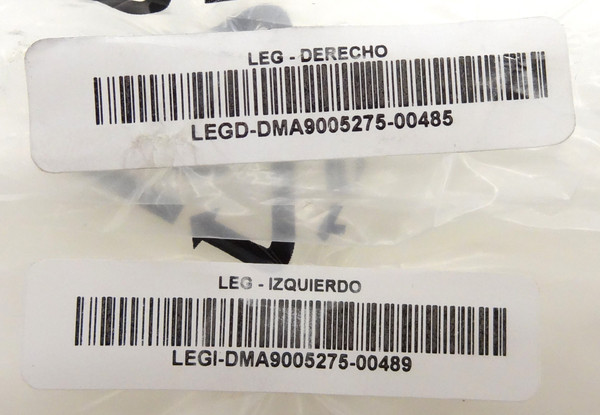 LEG - DERECHO
LEGD-DMA9005275-00485
LEG - IZQUIERDO
LEGI-DMA9005275-00489